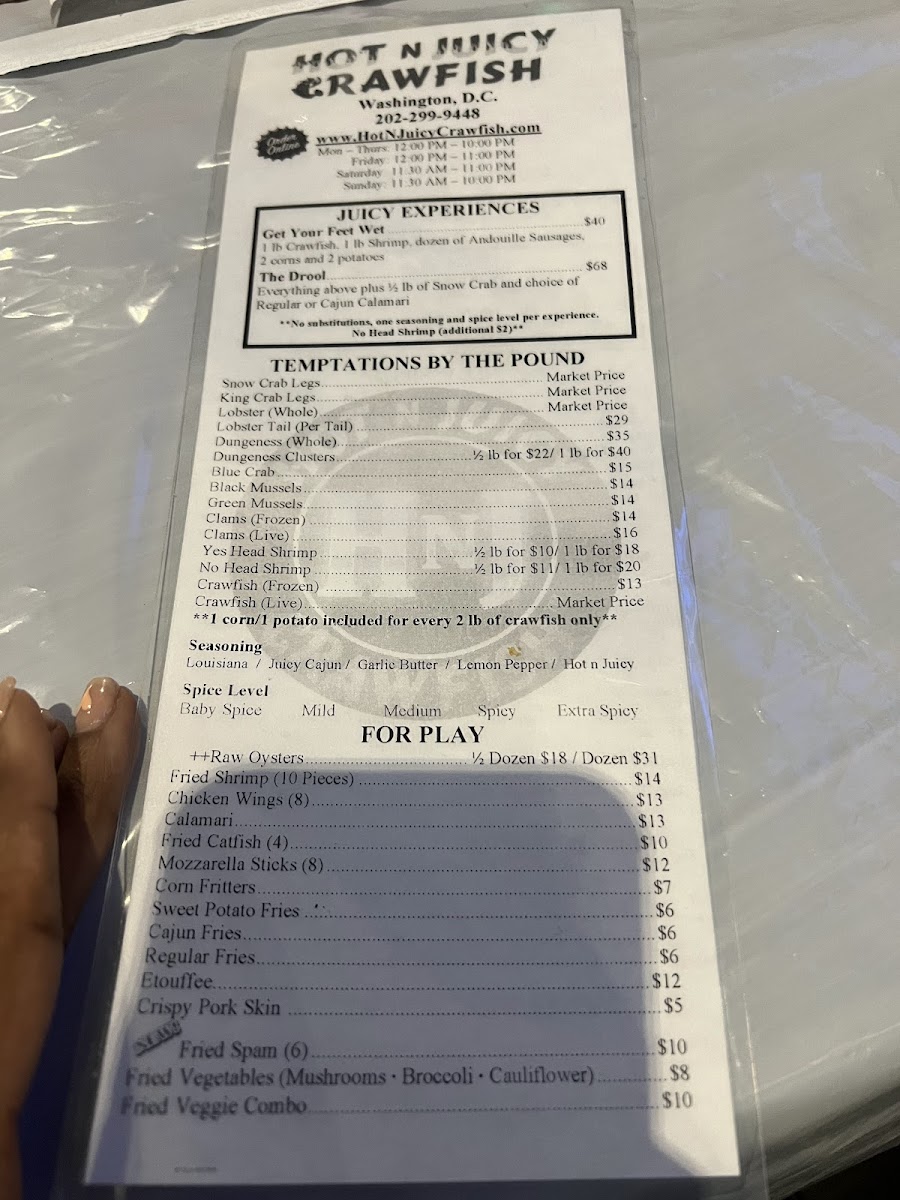 HOT N JUICY
CRAWFISH
Washington, D.C.
202-299-9448
Order Online
www.HotNJuicyCrawfish.com
Mon – Thurs: 12:00 PM – 10:00 PM
Friday: 12:00 PM – 11:00 PM
Saturday 11:30 AM – 11:00 PM
Sunday: 11:30 AM – 10:00 PM
JUICY EXPERIENCES
Get Your Feet Wet $40
1 lb Crawfish, 1 lb Shrimp, dozen of Andouille Sausages,
2 corns and 2 potatoes
The Drool $68
Everything above plus ½ lb of Snow Crab and choice of
Regular or Cajun Calamari
**No substitutions, one seasoning and spice level per experience.
No Head Shrimp (additional $2)**
TEMPTATIONS BY THE POUND
Snow Crab Legs Market Price
King Crab Legs Market Price
Lobster (Whole) Market Price
Lobster Tail (Per Tail) $29
Dungeness (Whole) $35
Dungeness Clusters ½ lb for $22/ 1 lb for $40
Blue Crab $15
Black Mussels $14
Green Mussels $14
Clams (Frozen) $14
Clams (Live) $16
Yes Head Shrimp ½ lb for $10/ 1 lb for $18
No Head Shrimp ½ lb for $11/ 1 lb for $20
Crawfish (Frozen) $13
Crawfish (Live) Market Price
**1 corn/1 potato included for every 2 lb of crawfish only**
Seasoning
Louisiana / Juicy Cajun / Garlic Butter / Lemon Pepper / Hot n Juicy
Spice Level
Baby Spice Mild Medium Spicy Extra Spicy
FOR PLAY
++Raw Oysters ½ Dozen $18 / Dozen $31
Fried Shrimp (10 Pieces) $14
Chicken Wings (8) $13
Calamari $13
Fried Catfish (4) $10
Mozzarella Sticks (8) $12
Corn Fritters $7
Sweet Potato Fries $6
Cajun Fries $6
Regular Fries $6
Etouffee $12
Crispy Pork Skin $5
Fried Spam (6) $10
Fried Vegetables (Mushrooms • Broccoli • Cauliflower) $8
Fried Veggie Combo $10